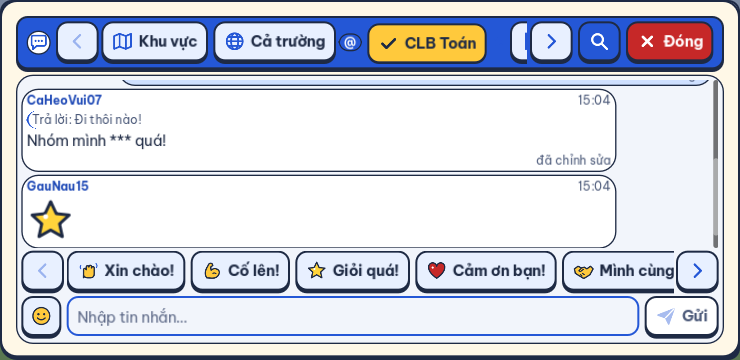 Khu vực
Cả trường
@
CLB Toán
Đóng
CaHeoVui07
15:04
Trả lời: Đi thôi nào!
Nhóm mình *** quá!
đã chỉnh sửa
GauNau15
15:04
Xin chào!
Cố lên!
Giỏi quá!
Cảm ơn bạn!
Mình cùng
Nhập tin nhắn...
Gửi